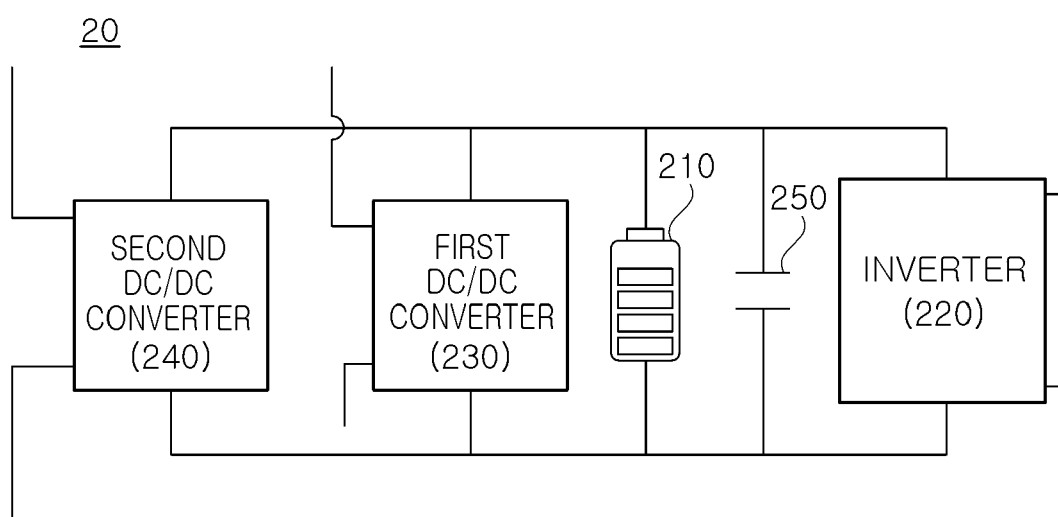 20
210
250
SECOND
DC/DC
CONVERTER
(240)
FIRST
DC/DC
CONVERTER
(230)
INVERTER
(220)